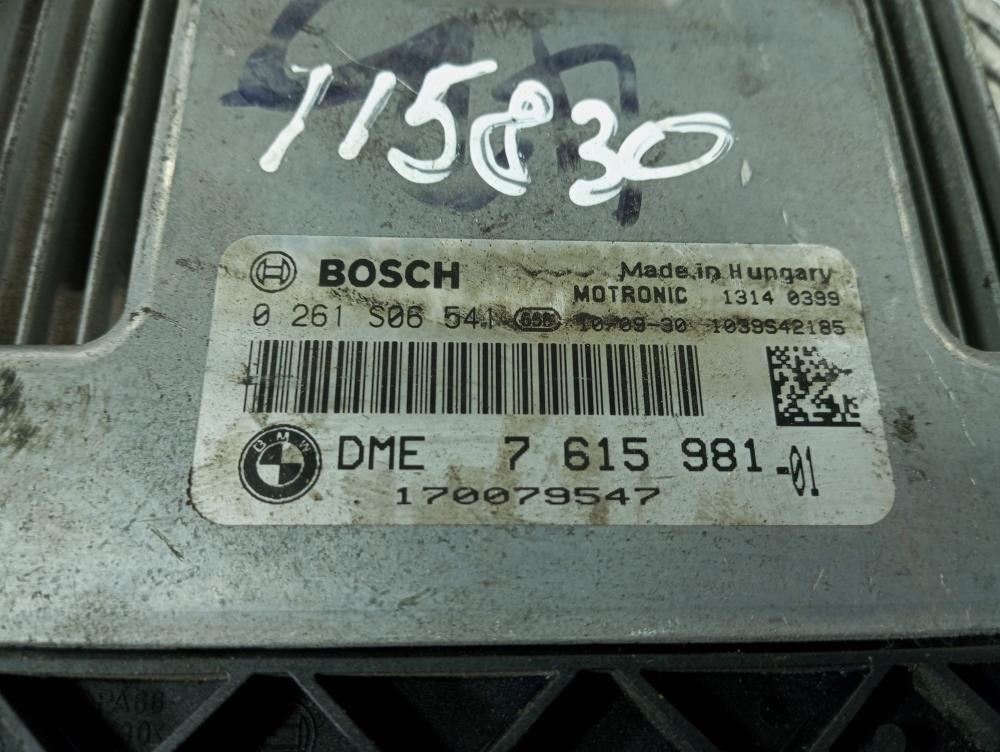 115830
BOSCH Made in Hungary
MOTRONIC 1314 0399
0 261 S06 541 10-09-30 1039S42185
BMW DME 7 615 981-01
170079547